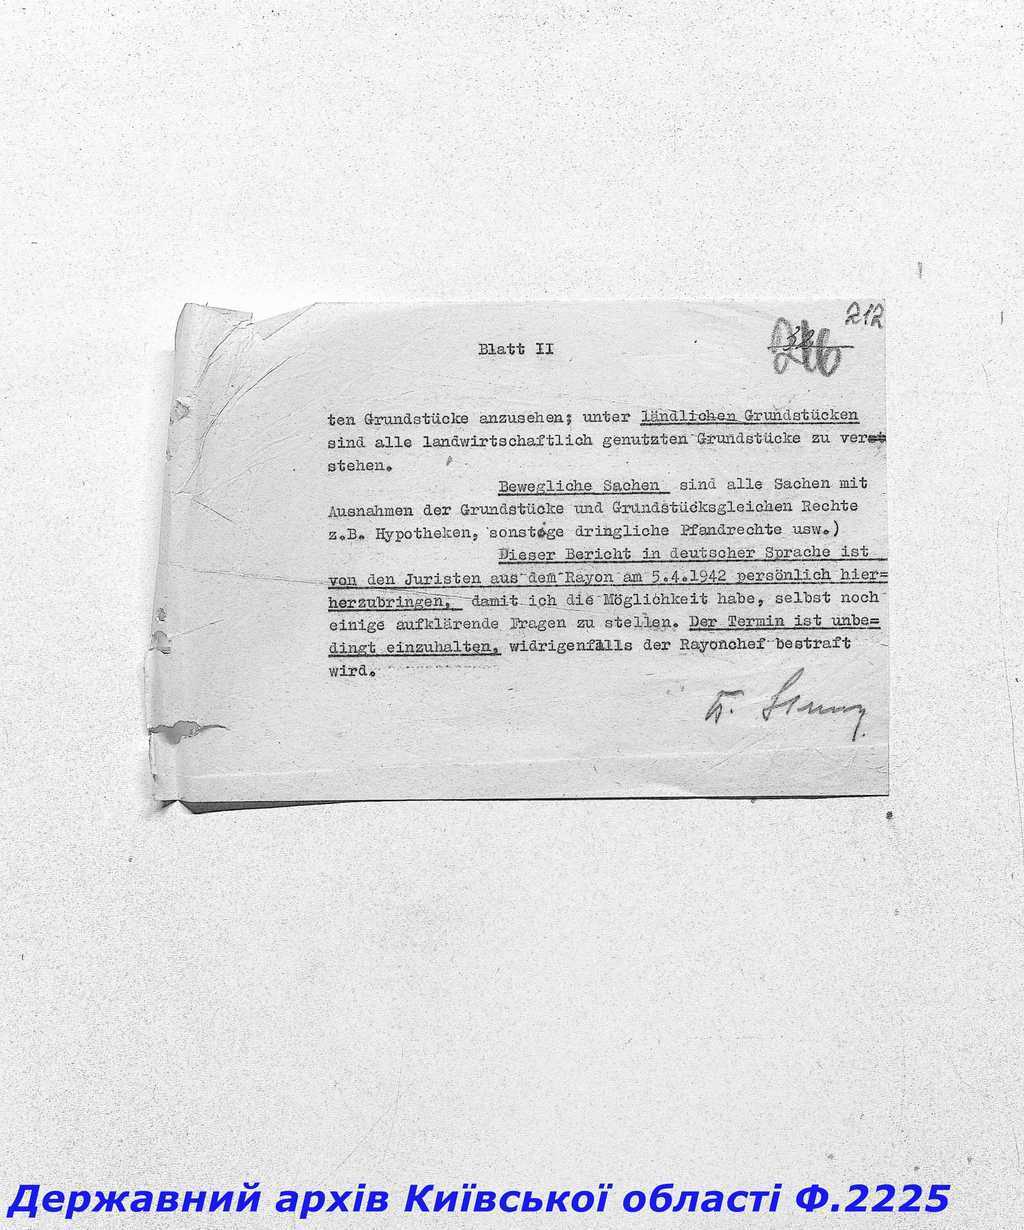 212
Blatt II
ten Grundstücke anzusehen; unter ländlichen Grundstücken
sind alle landwirtschaftlich genutzten Grundstücke zu ver
stehen.
Bewegliche Sachen sind alle Sachen mit
Ausnahmen der Grundstücke und Grundstücksgleichen Rechte
z.B. Hypotheken, sonstøge dringliche Pfandrechte usw.)
Dieser Bericht in deutscher Sprache ist
von den Juristen aus dem Rayon am 5.4.1942 persönlich hier=
herzubringen, damit ich die Möglichkeit habe, selbst noch
einige aufklärende Fragen zu stellen. Der Termin ist unbe=
dingt einzuhalten, widrigenfalls der Rayonchef bestraft
wird.
Державний архів Київської області Ф.2225